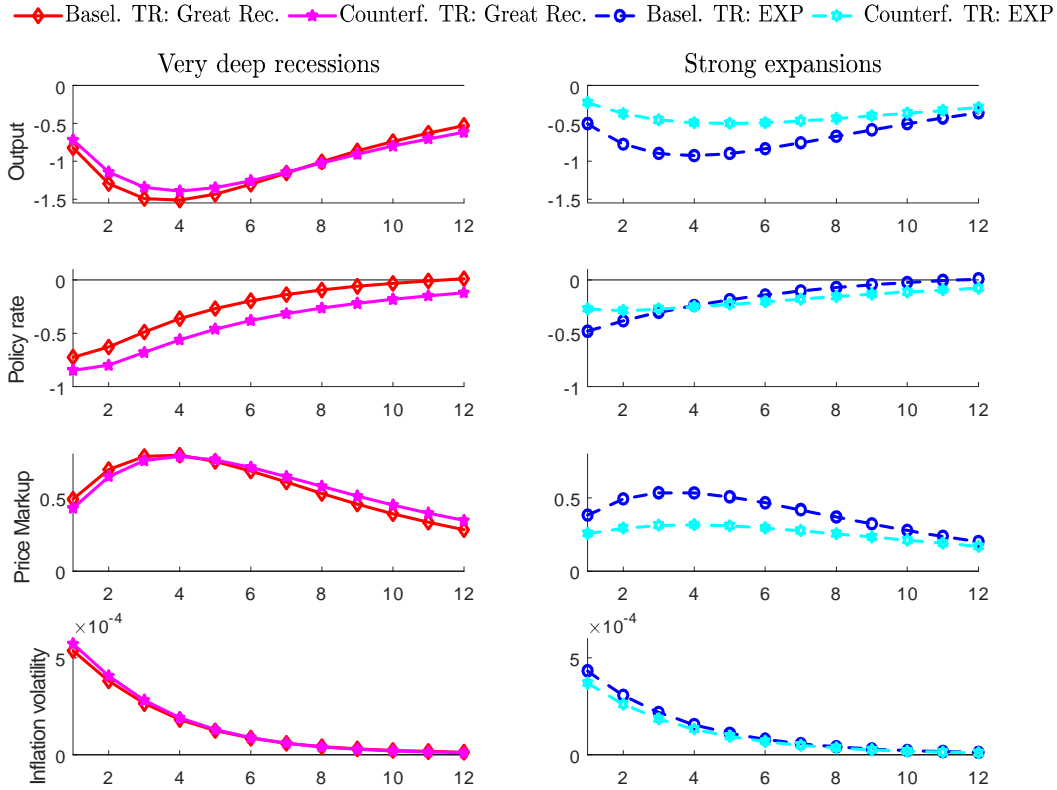 Basel. TR: Great Rec. Counterf. TR: Great Rec. Basel. TR: EXP Counterf. TR: EXP
Very deep recessions
Strong expansions
Output
0
-0.5
-1
-1.5
2 4 6 8 10 12
0
-0.5
-1
-1.5
2 4 6 8 10 12
Policy rate
0
-0.5
-1
2 4 6 8 10 12
0
-0.5
-1
2 4 6 8 10 12
Price Markup
0.5
0
2 4 6 8 10 12
0.5
0
2 4 6 8 10 12
Inflation volatility
×10⁻⁴
5
0
2 4 6 8 10 12
×10⁻⁴
5
0
2 4 6 8 10 12